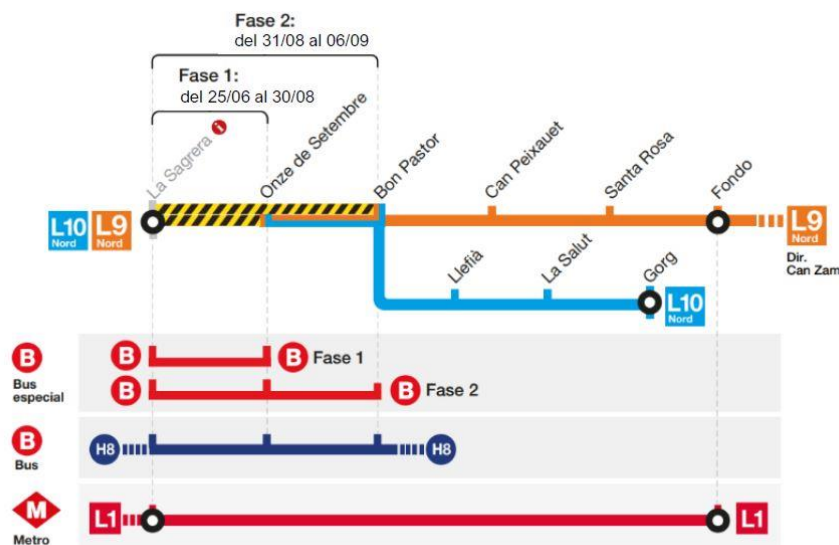 Fase 2:
del 31/08 al 06/09
Fase 1:
del 25/06 al 30/08
La Sagrera i
Onze de Setembre
Bon Pastor
Can Peixauet
Santa Rosa
Fondo
L10 Nord
L9 Nord
L9 Nord
Dir.
Can Zam
Llefià
La Salut
Gorg
L10 Nord
B
Bus
especial
B
B Fase 1
B
B Fase 2
B
Bus
H8
H8
M
Metro
L1
L1